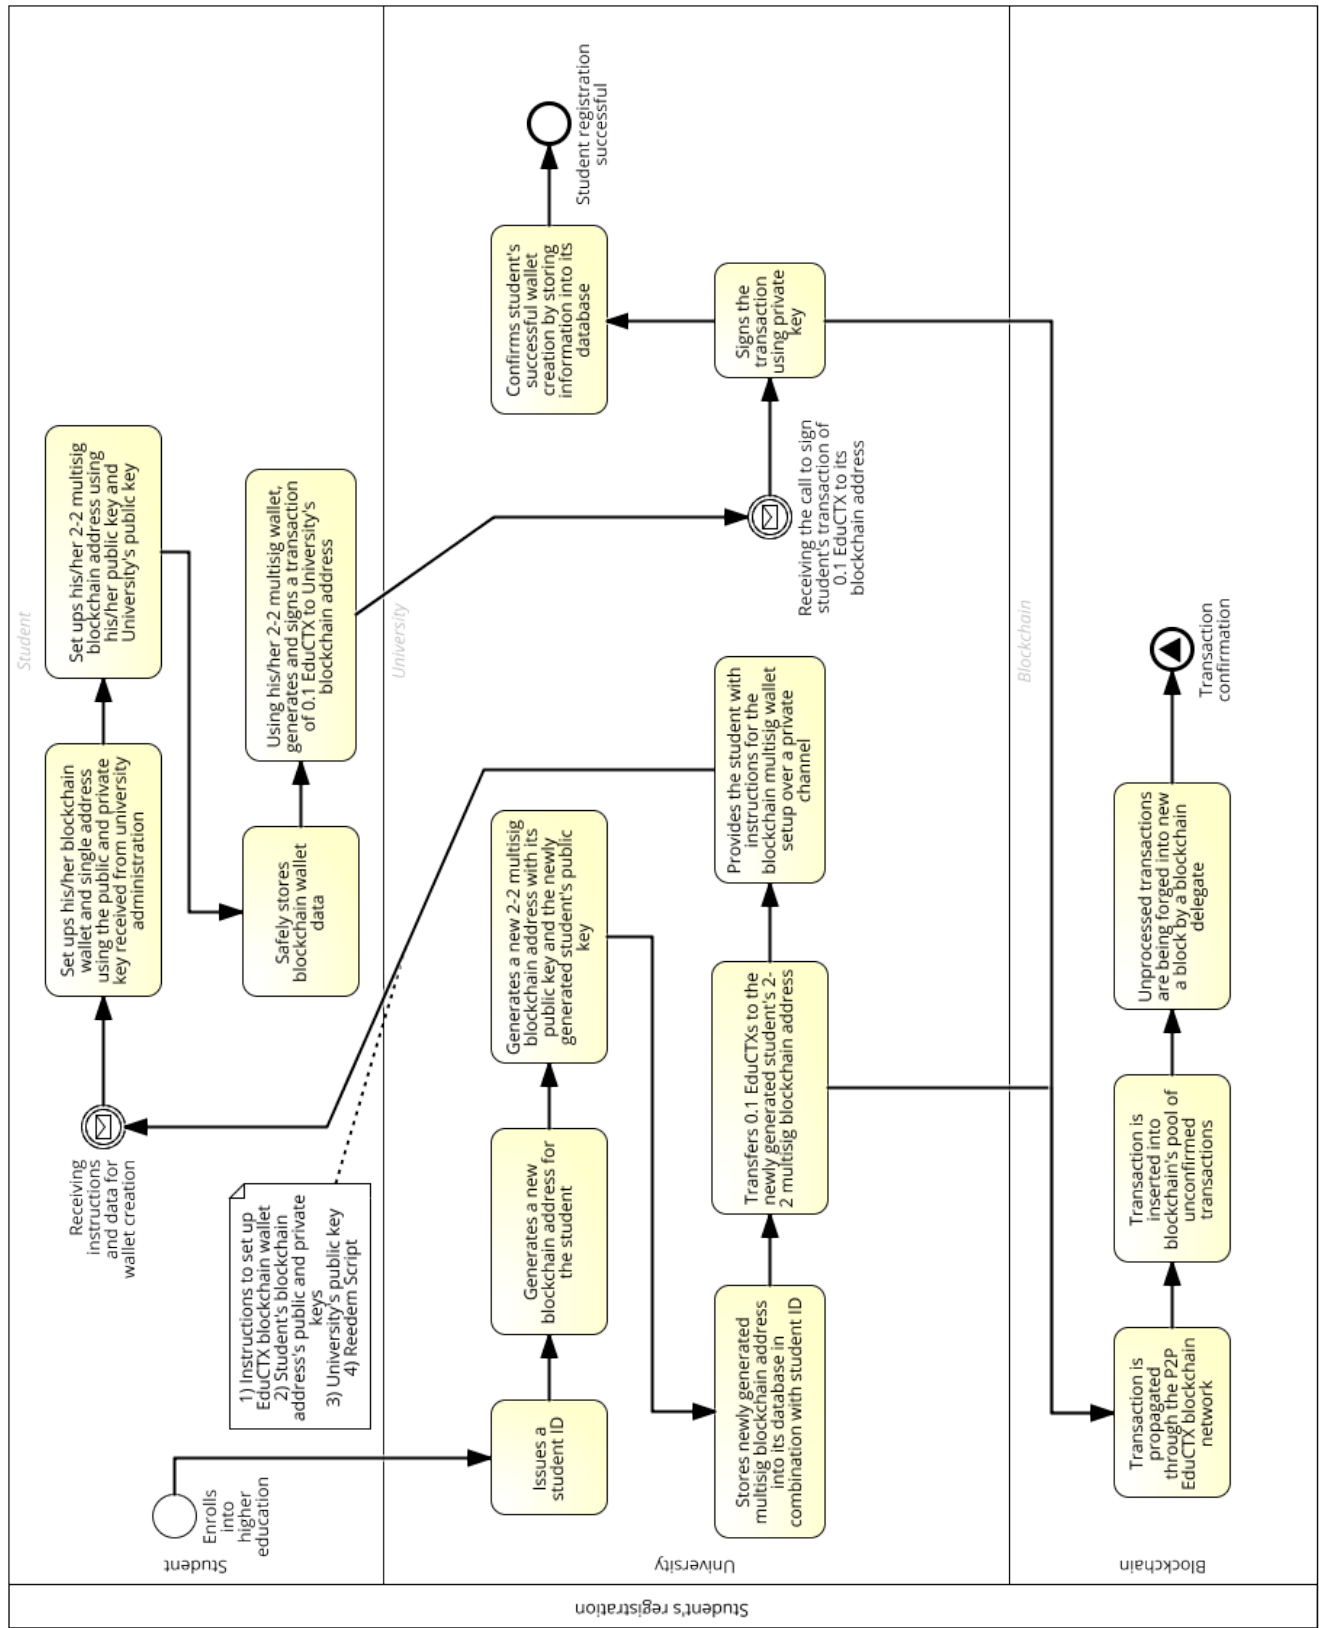 Student's registration
Student
Student
Enrolls
into
higher
education
Receiving
instructions
and data for
wallet creation
Set ups his/her blockchain
wallet and single address
using the public and private
key received from university
administration
Set ups his/her 2-2 multisig
blockchain address using
his/her public key and
University's public key
Safely stores
blockchain wallet
data
Using his/her 2-2 multisig wallet,
generates and signs a transaction
of 0.1 EduCTX to University's
blockchain address
1) Instructions to set up
EduCTX blockchain wallet
2) Student's blockchain
address's public and private
keys
3) University's public key
4) Reedem Script
University
University
Issues a
student ID
Generates a new
blockchain address for
the student
Generates a new 2-2 multisig
blockchain address with its
public key and the newly
generated student's public
key
Stores newly generated
multisig blockchain address
into its database in
combination with student ID
Transfers 0.1 EduCTXs to the
newly generated student's 2-
2 multisig blockchain address
Provides the student with
instructions for the
blockchain multisig wallet
setup over a private
channel
Receiving the call to sign
student's transaction of
0.1 EduCTX to its
blockchain address
Signs the
transaction
using private
key
Confirms student's
successful wallet
creation by storing
information into its
database
Student registration
successful
Blockchain
Blockchain
Transaction is
propagated
through the P2P
EduCTX blockchain
network
Transaction is
inserted into
blockchain's pool of
unconfirmed
transactions
Unprocessed transactions
are being forged into new
a block by a blockchain
delegate
Transaction
confirmation